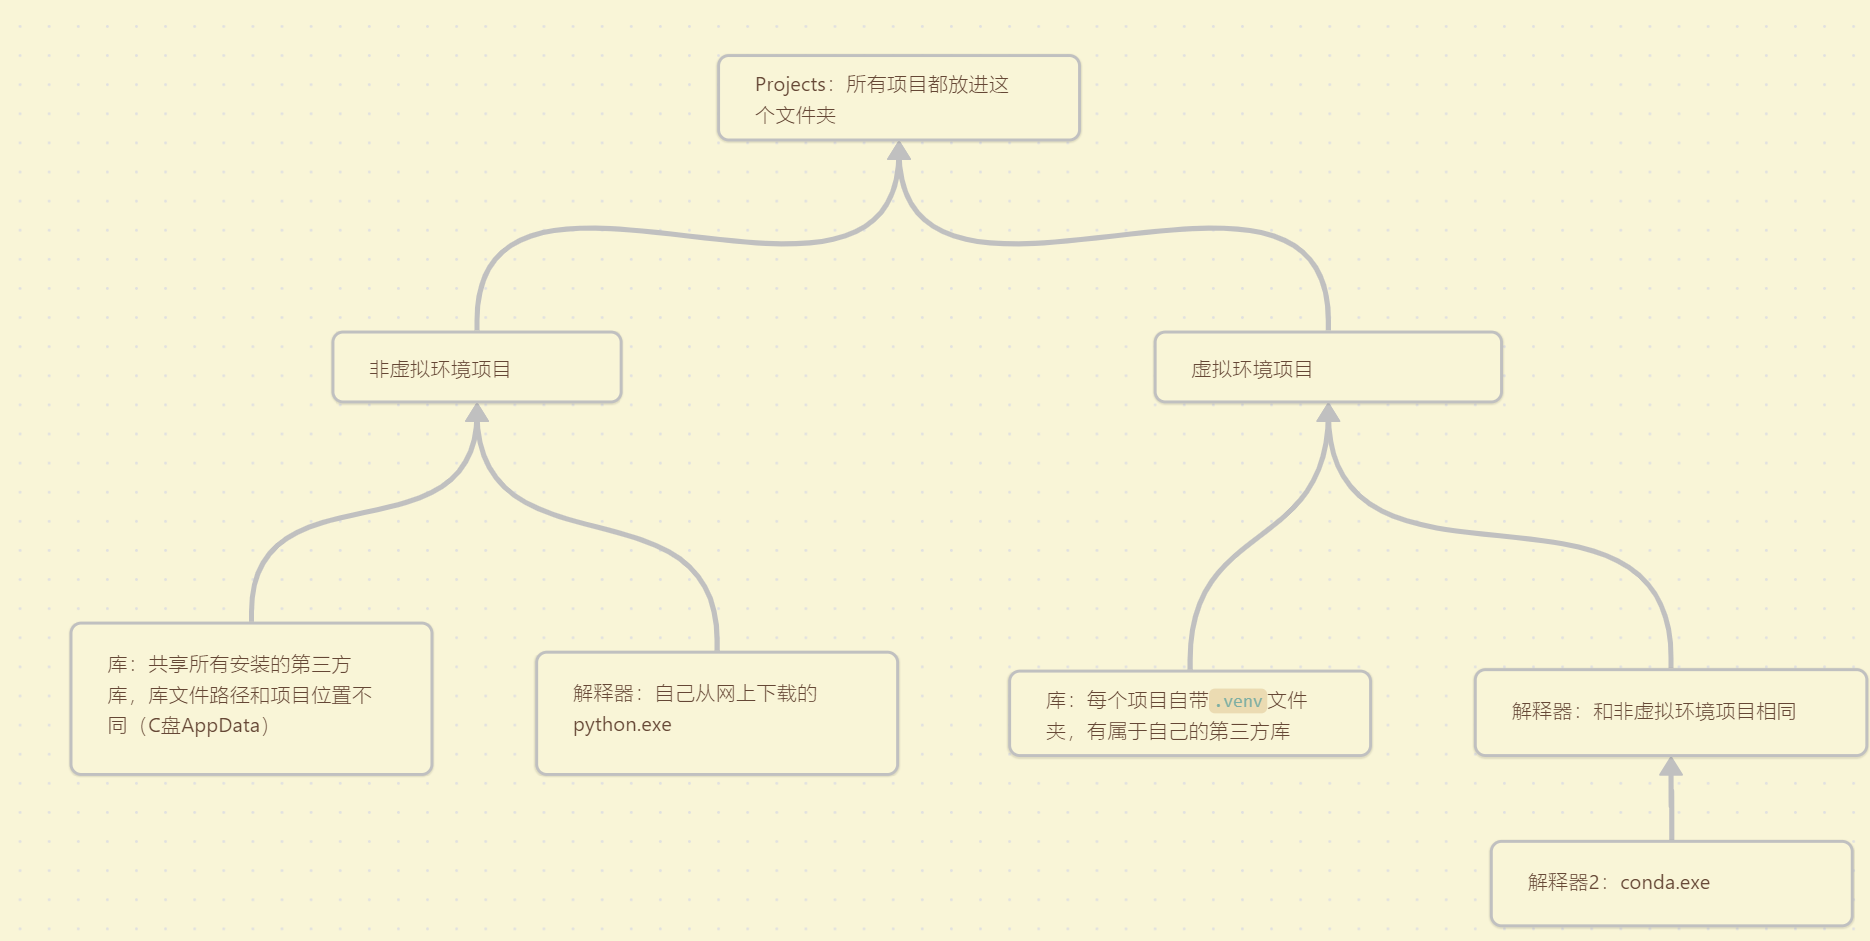 Projects：所有项目都放进这
个文件夹
非虚拟环境项目
虚拟环境项目
库：共享所有安装的第三方
库，库文件路径和项目位置不
同（C盘AppData）
解释器：自己从网上下载的
python.exe
库：每个项目自带.venv文件
夹，有属于自己的第三方库
解释器：和非虚拟环境项目相同
解释器2：conda.exe